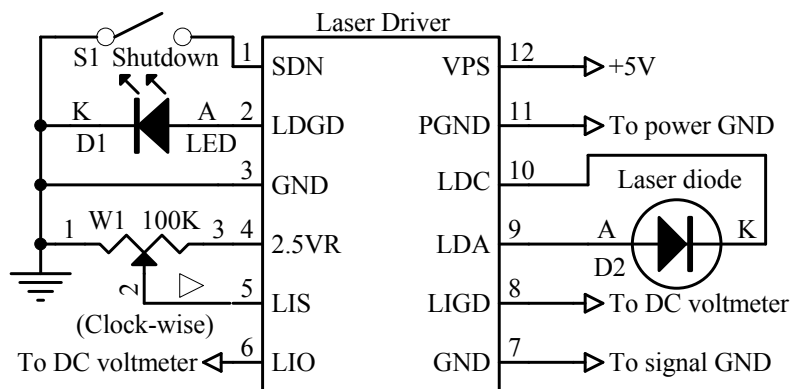 Laser Driver
S1 Shutdown 1 SDN VPS 12 +5V
K A 2 LDGD PGND 11 To power GND
D1 LED
3 GND LDC 10
Laser diode
1 W1 100K 3 4 2.5VR LDA 9 A K
D2
2 5 LIS LIGD 8 To DC voltmeter
(Clock-wise)
To DC voltmeter 6 LIO GND 7 To signal GND